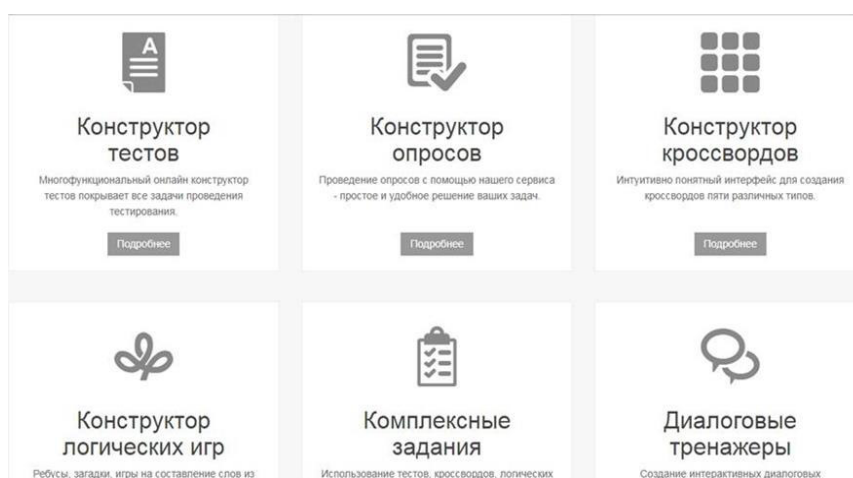 A
Конструктор
тестов
Многофункциональный онлайн конструктор
тестов покрывает все задачи проведения
тестирования.
Подробнее
Конструктор
опросов
Проведение опросов с помощью нашего сервиса
- простое и удобное решение ваших задач.
Подробнее
Конструктор
кроссвордов
Интуитивно понятный интерфейс для создания
кроссвордов пяти различных типов.
Подробнее
Конструктор
логических игр
Ребусы, загадки, игры на составление слов из
Комплексные
задания
Использование тестов, кроссвордов, логических
Диалоговые
тренажеры
Создание интерактивных диалоговых